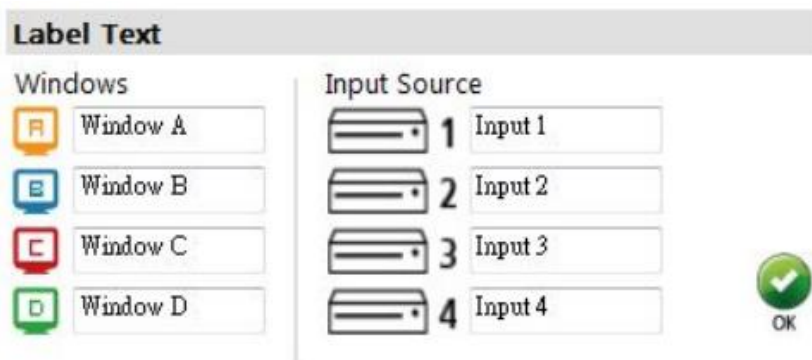 Label Text
Windows Input Source
A Window A 1 Input 1
B Window B 2 Input 2
C Window C 3 Input 3
D Window D 4 Input 4
OK